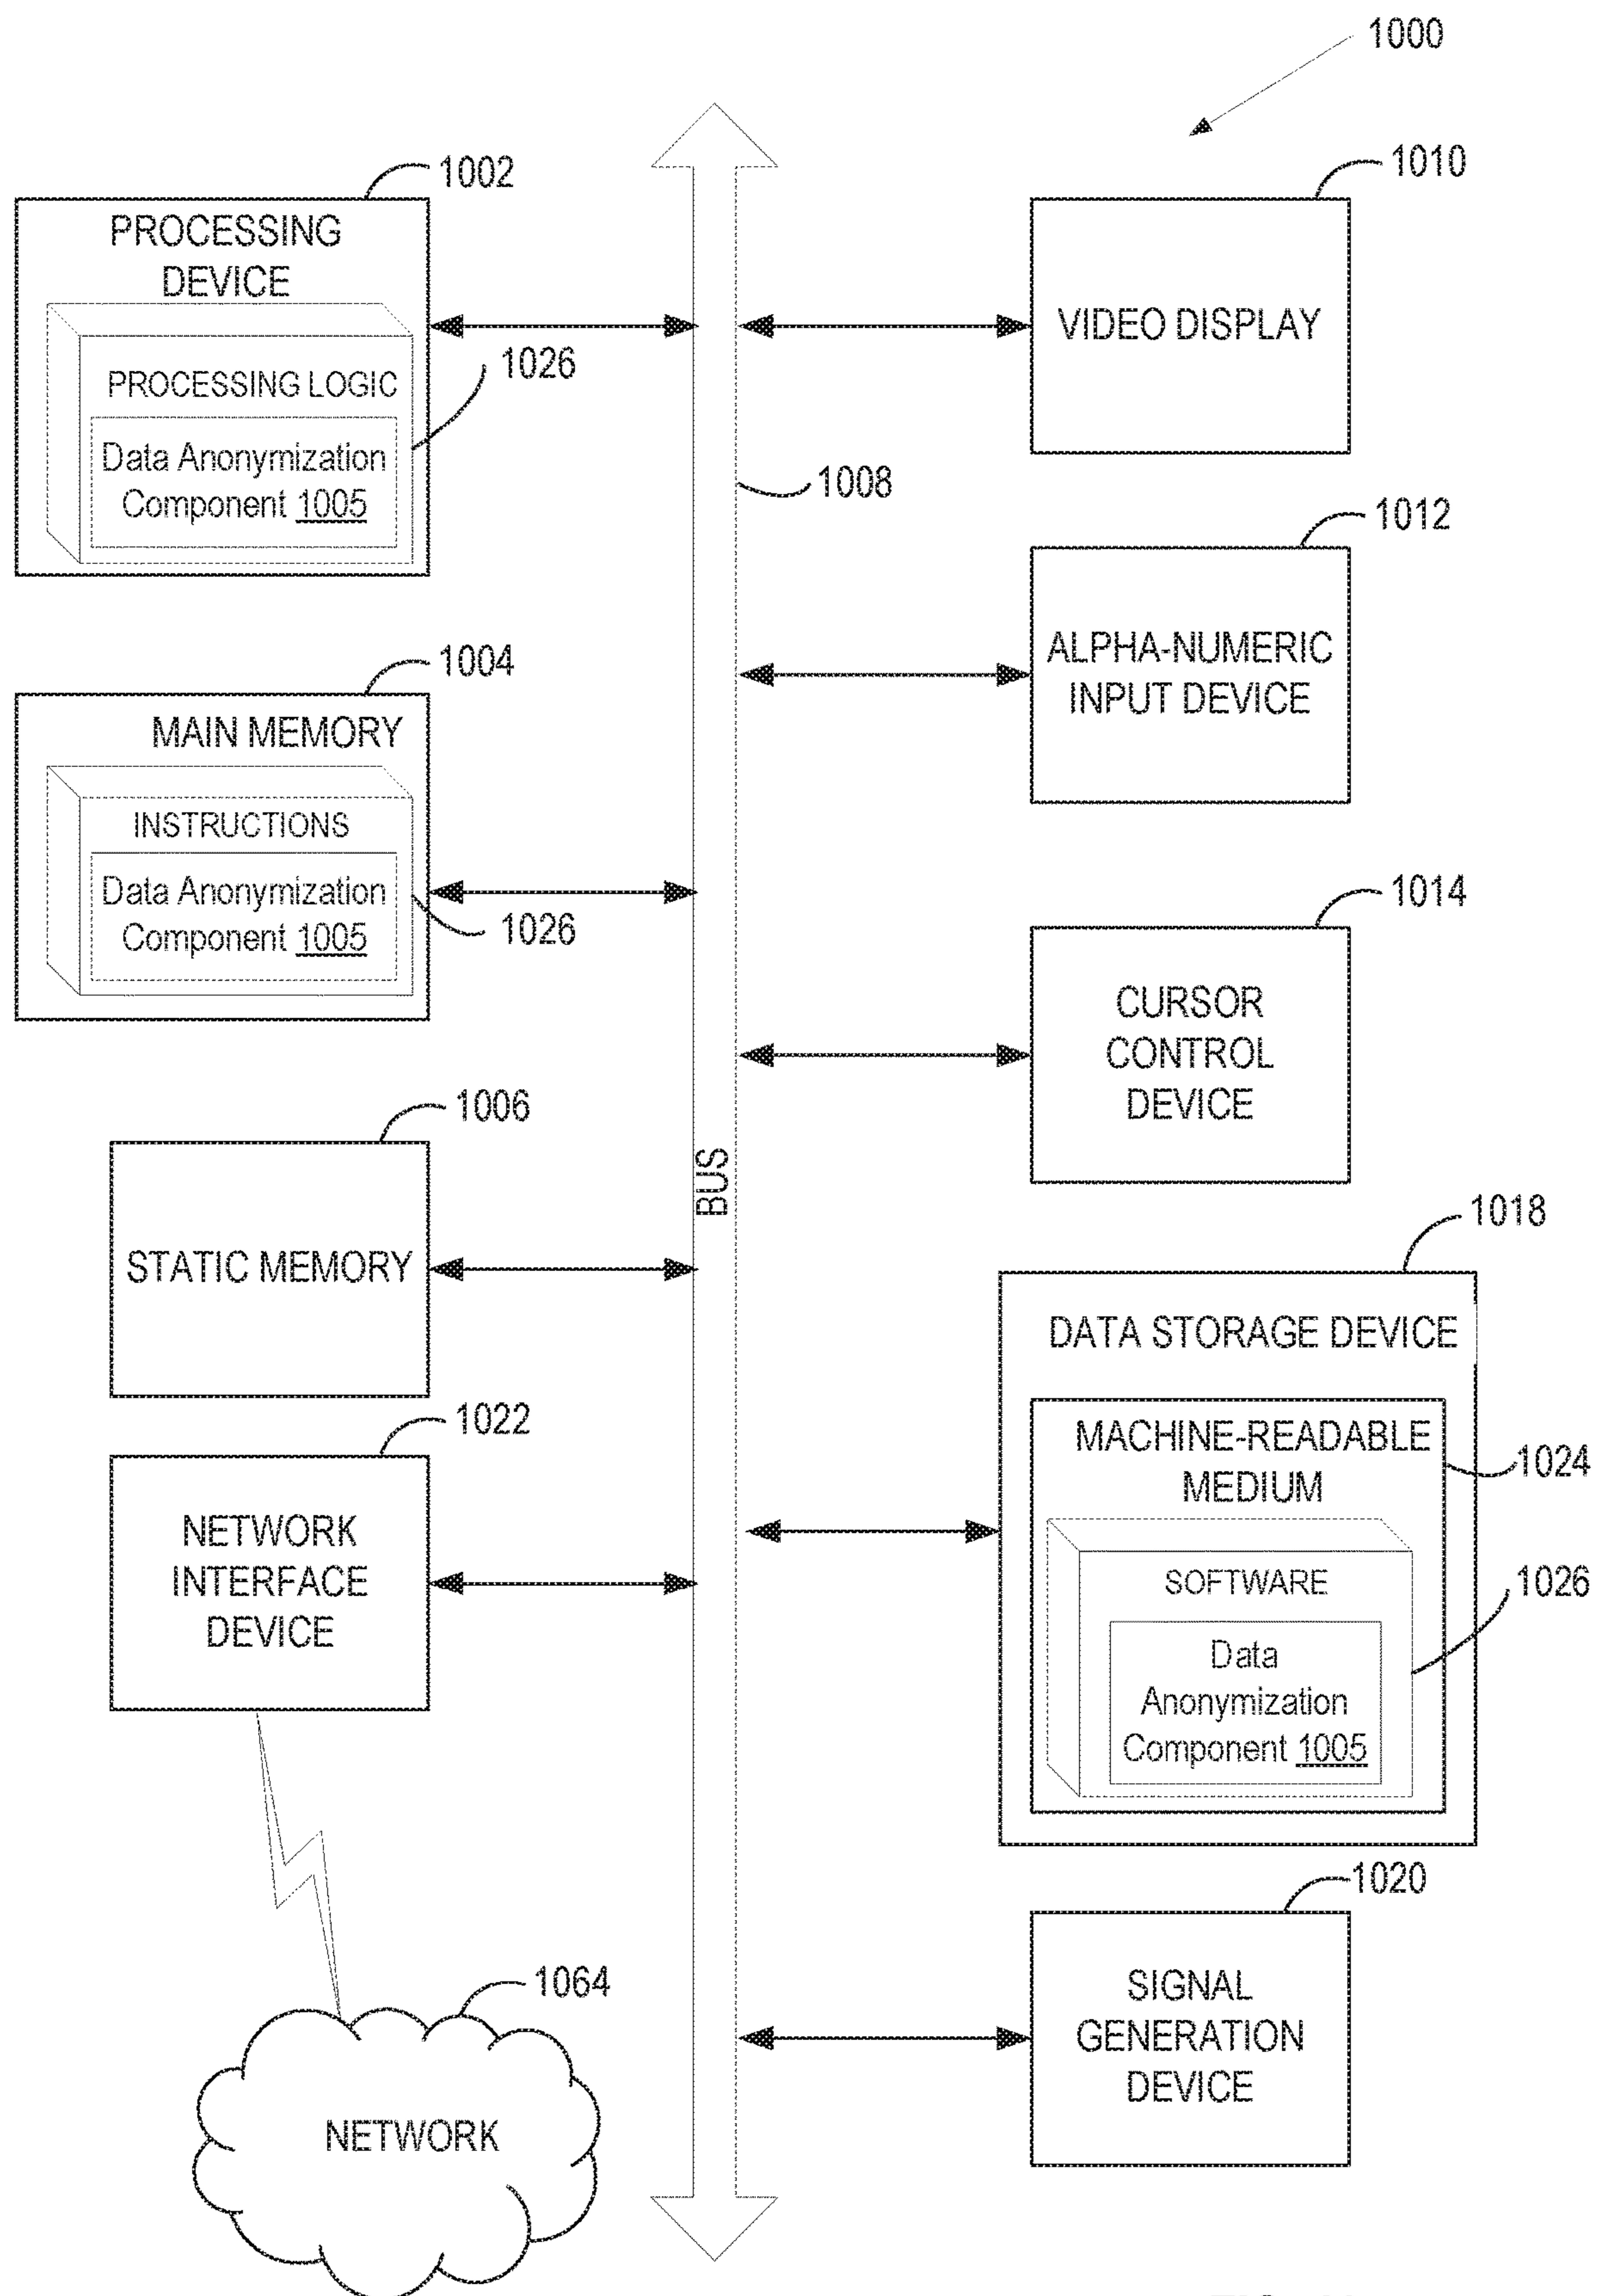 1000
1002
PROCESSING
DEVICE
PROCESSING LOGIC
1026
Data Anonymization
Component 1005
1004
MAIN MEMORY
INSTRUCTIONS
Data Anonymization
Component 1005
1026
1006
STATIC MEMORY
1022
NETWORK
INTERFACE
DEVICE
1064
NETWORK
BUS
1008
1010
VIDEO DISPLAY
1012
ALPHA-NUMERIC
INPUT DEVICE
1014
CURSOR
CONTROL
DEVICE
1018
DATA STORAGE DEVICE
MACHINE-READABLE
MEDIUM
1024
SOFTWARE
1026
Data
Anonymization
Component 1005
1020
SIGNAL
GENERATION
DEVICE